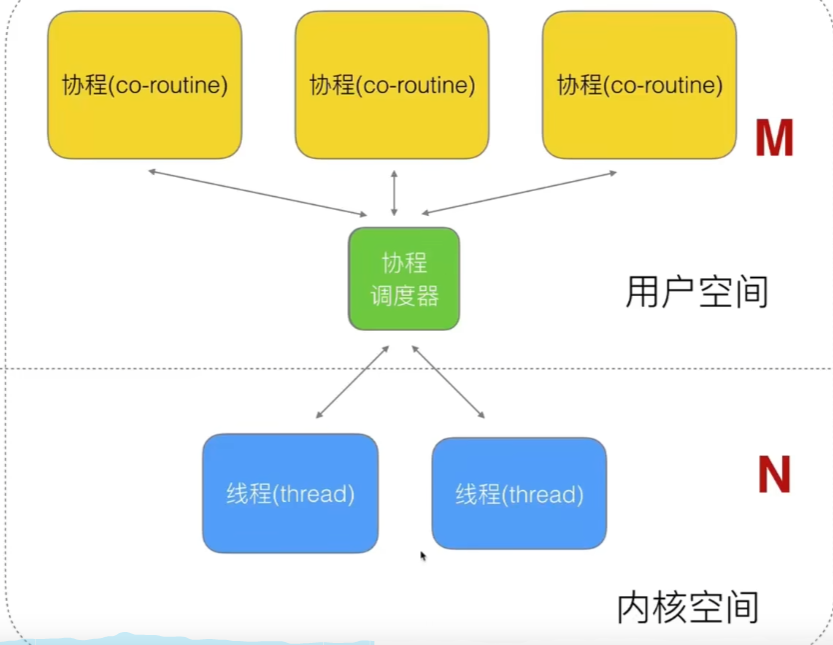 协程(co-routine)
协程(co-routine)
协程(co-routine)
M
协程
调度器
用户空间
线程(thread)
线程(thread)
N
内核空间